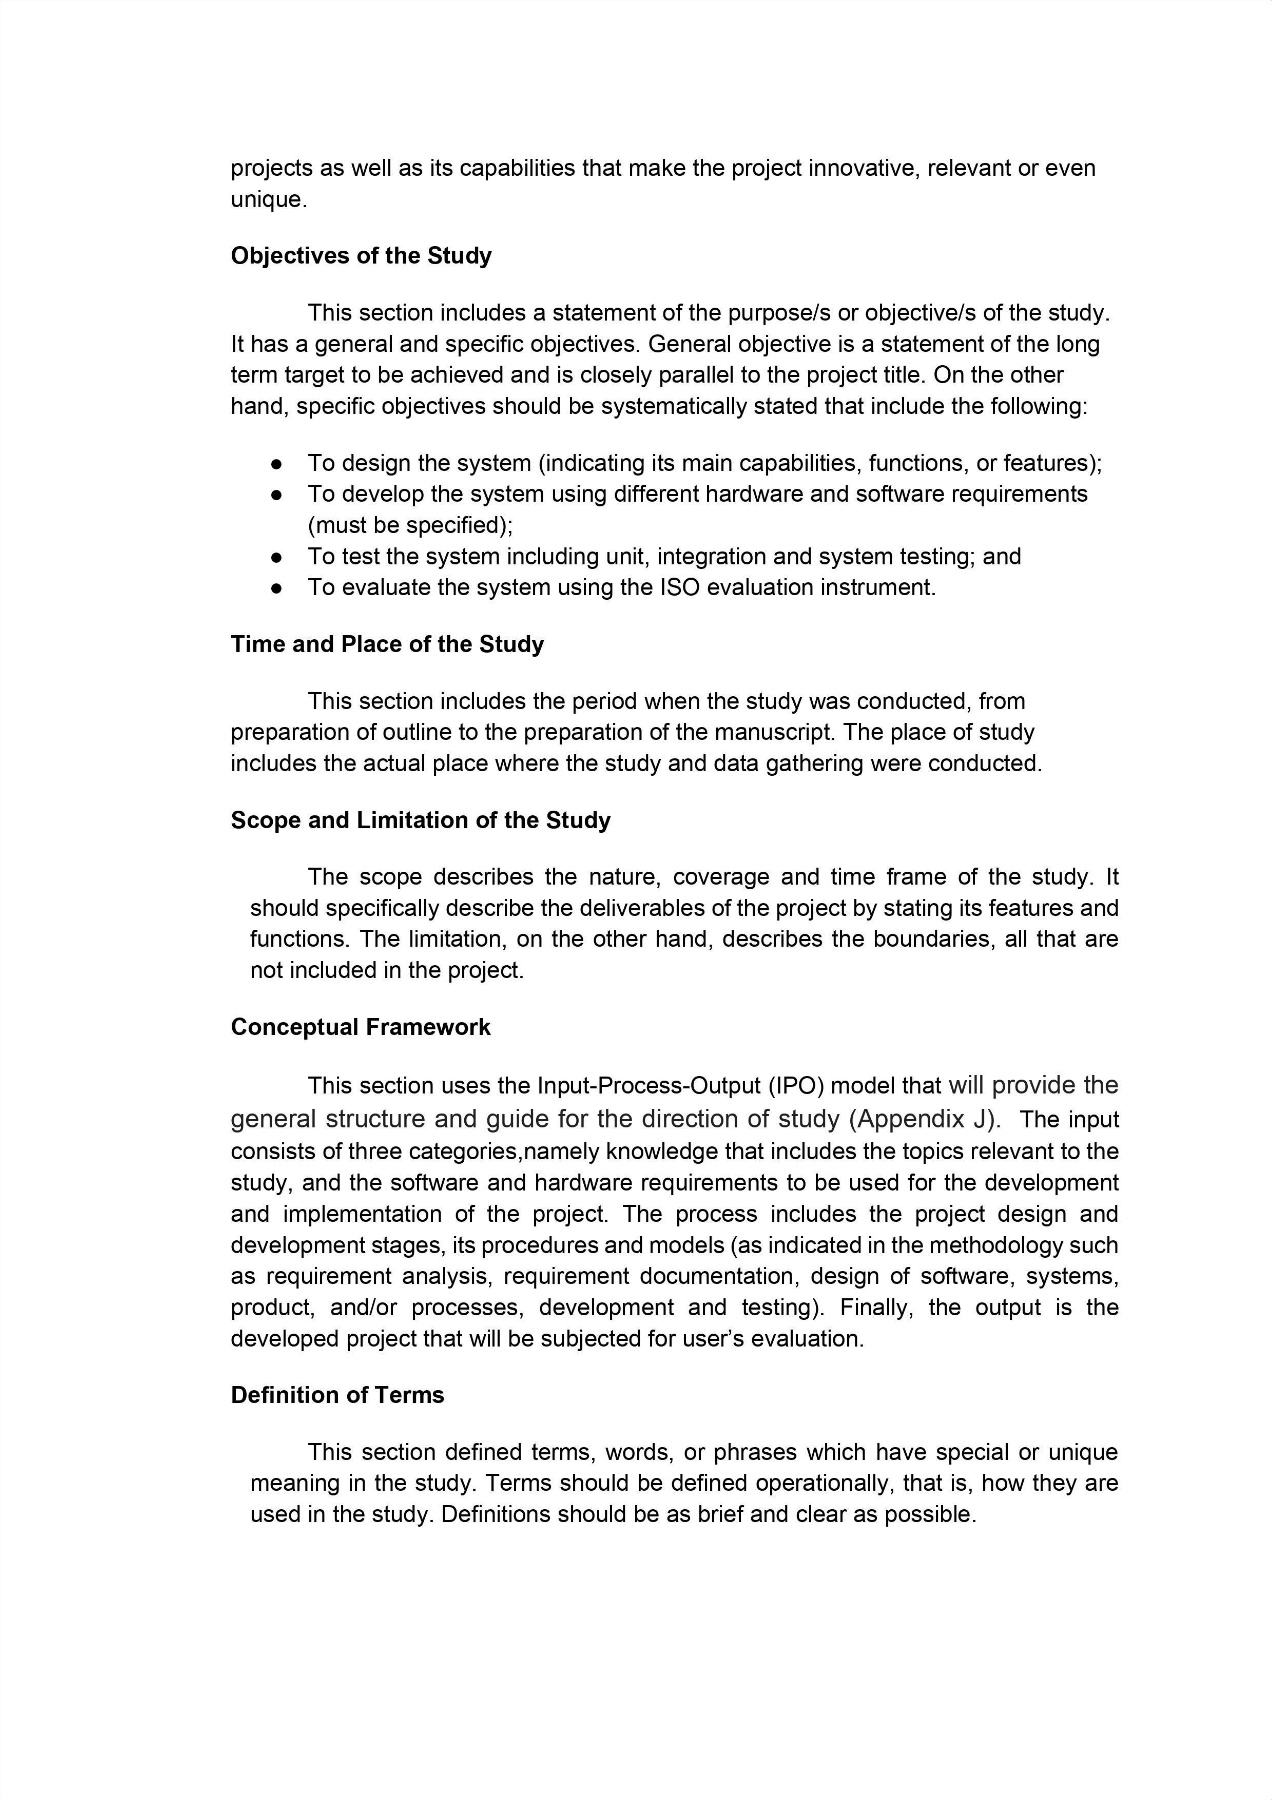 projects as well as its capabilities that make the project innovative, relevant or even
unique.
Objectives of the Study
This section includes a statement of the purpose/s or objective/s of the study.
It has a general and specific objectives. General objective is a statement of the long
term target to be achieved and is closely parallel to the project title. On the other
hand, specific objectives should be systematically stated that include the following:
● To design the system (indicating its main capabilities, functions, or features);
● To develop the system using different hardware and software requirements
(must be specified);
● To test the system including unit, integration and system testing; and
● To evaluate the system using the ISO evaluation instrument.
Time and Place of the Study
This section includes the period when the study was conducted, from
preparation of outline to the preparation of the manuscript. The place of study
includes the actual place where the study and data gathering were conducted.
Scope and Limitation of the Study
The scope describes the nature, coverage and time frame of the study. It
should specifically describe the deliverables of the project by stating its features and
functions. The limitation, on the other hand, describes the boundaries, all that are
not included in the project.
Conceptual Framework
This section uses the Input-Process-Output (IPO) model that will provide the
general structure and guide for the direction of study (Appendix J). The input
consists of three categories,namely knowledge that includes the topics relevant to the
study, and the software and hardware requirements to be used for the development
and implementation of the project. The process includes the project design and
development stages, its procedures and models (as indicated in the methodology such
as requirement analysis, requirement documentation, design of software, systems,
product, and/or processes, development and testing). Finally, the output is the
developed project that will be subjected for user’s evaluation.
Definition of Terms
This section defined terms, words, or phrases which have special or unique
meaning in the study. Terms should be defined operationally, that is, how they are
used in the study. Definitions should be as brief and clear as possible.